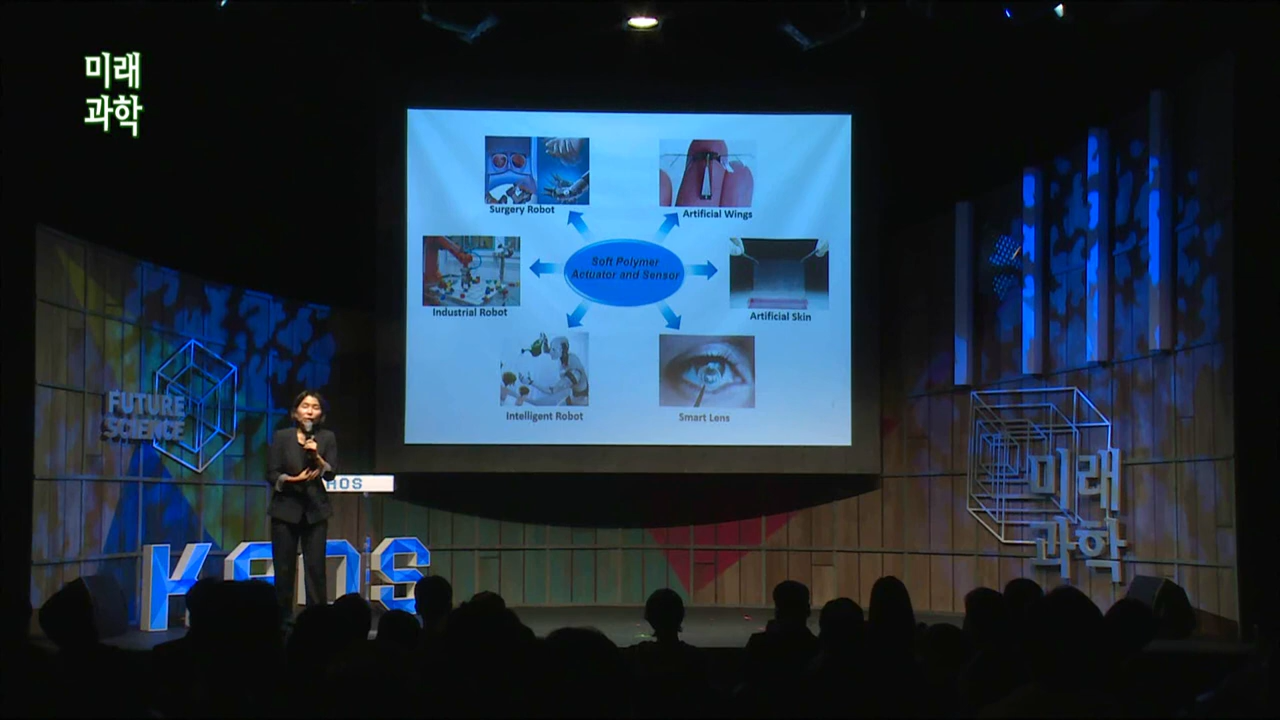 미래
과학
Surgery Robot
Artificial Wings
Soft Polymer
Actuator and Sensor
Industrial Robot
Artificial Skin
Intelligent Robot
Smart Lens
FUTURE
SCIENCE
AOS
KAOS
미래
과학